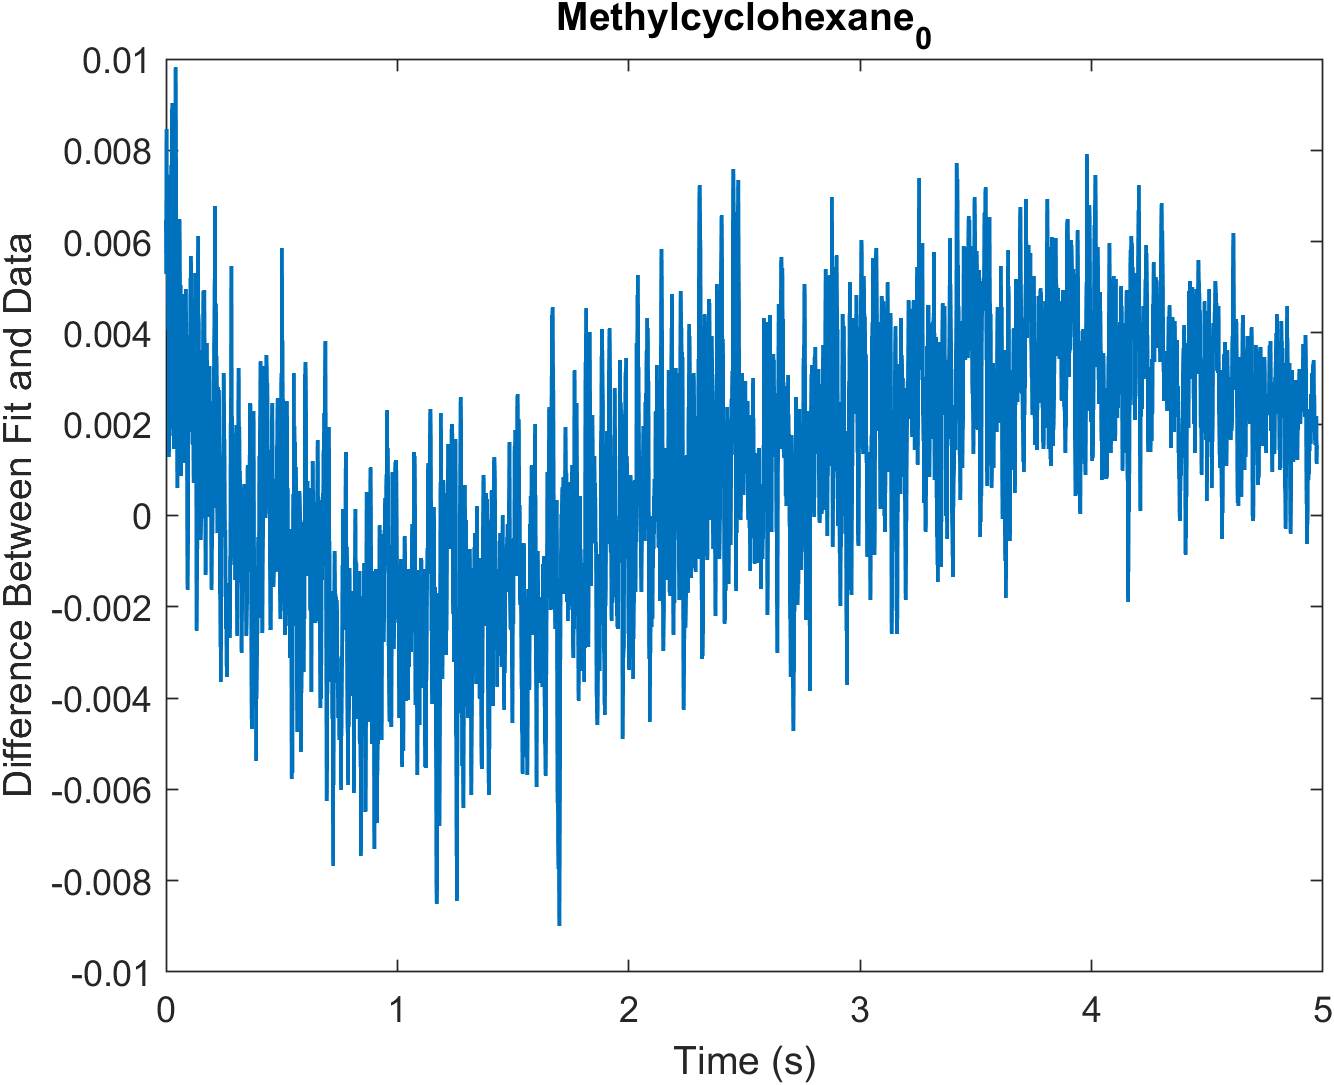 Methylcyclohexane₀
0.01
0.008
0.006
0.004
0.002
0
-0.002
-0.004
-0.006
-0.008
-0.01
Difference Between Fit and Data
0 1 2 3 4 5
Time (s)